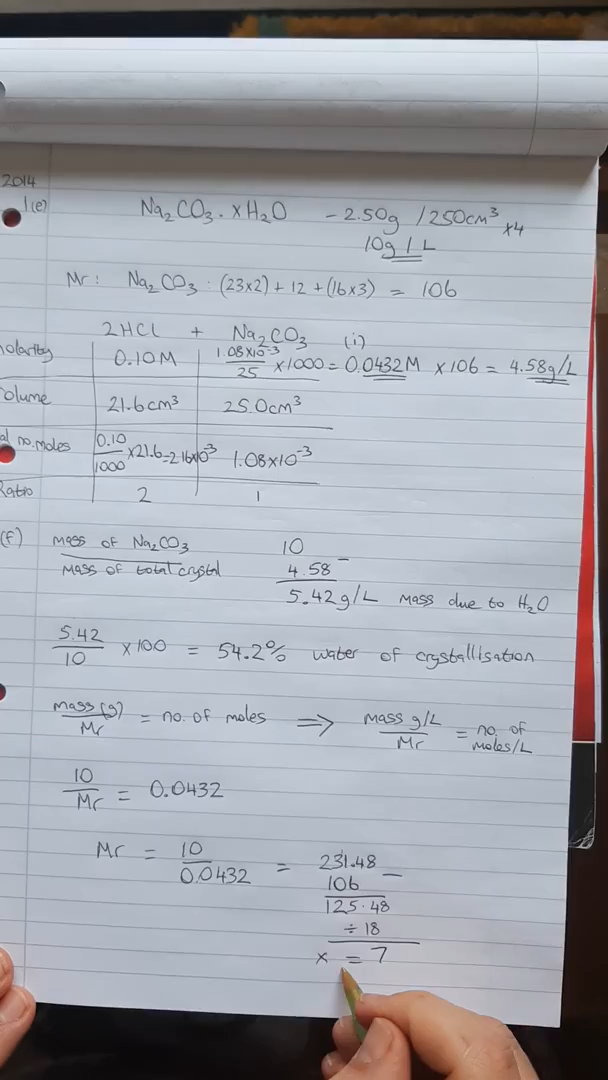 2014
1(e) Na2CO3.xH2O - 2.50g /250cm³ x4
10g/L
Mr: Na2CO3 : (23x2) + 12 + (16x3) = 106
2HCl + Na2CO3 (i)
olarity 0.10M 1.08x10⁻³/25 x1000 = 0.0432M x106 = 4.58g/L
olume 21.6cm³ 25.0cm³
no. moles 0.10/1000 x21.6=2.16x10⁻³ 1.08x10⁻³
Ratio 2 1
(f) mass of Na2CO3 10
mass of total crystal 4.58 -
5.42g/L mass due to H2O
5.42/10 x100 = 54.2% water of crystallisation
mass(g)/Mr = no. of moles ⇒ mass g/L/Mr = no. of moles/L
10/Mr = 0.0432
Mr = 10/0.0432 = 231.48 -
106
125.48
÷ 18
x = 7